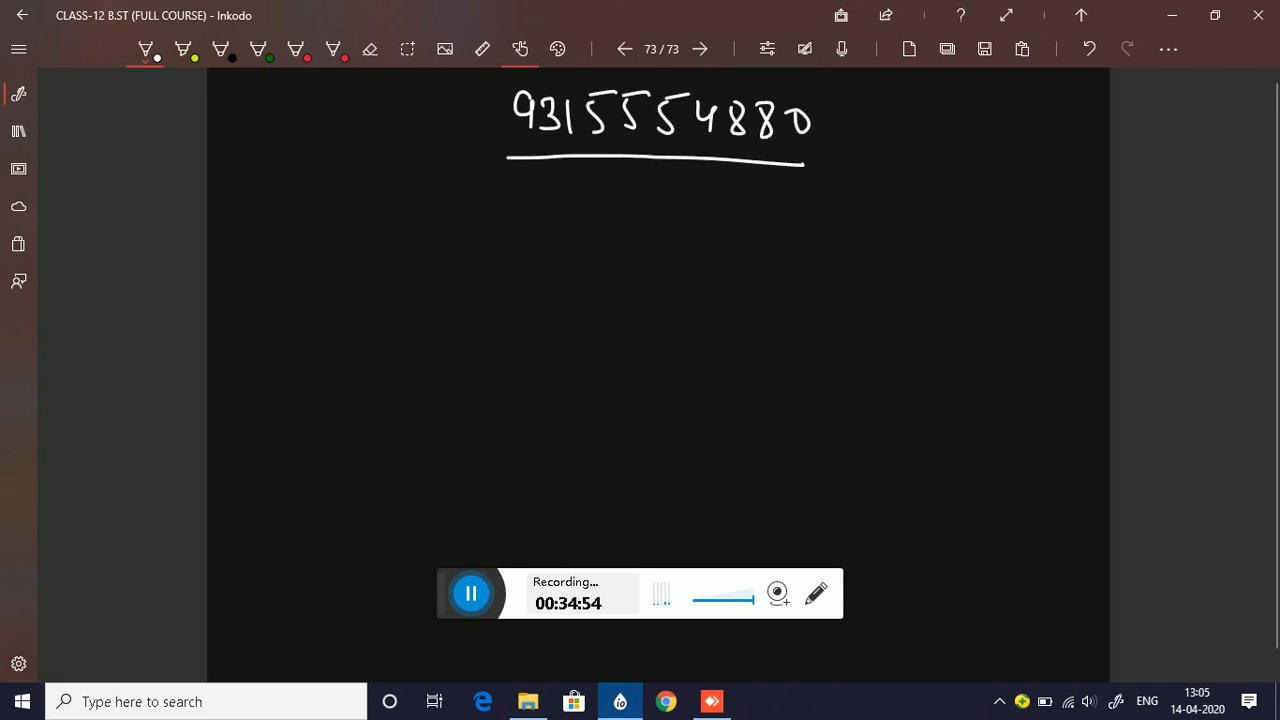 CLASS-12 B.ST (FULL COURSE) - Inkodo
73 / 73
9315554880
Recording...
00:34:54
Type here to search
ENG
13:05
14-04-2020